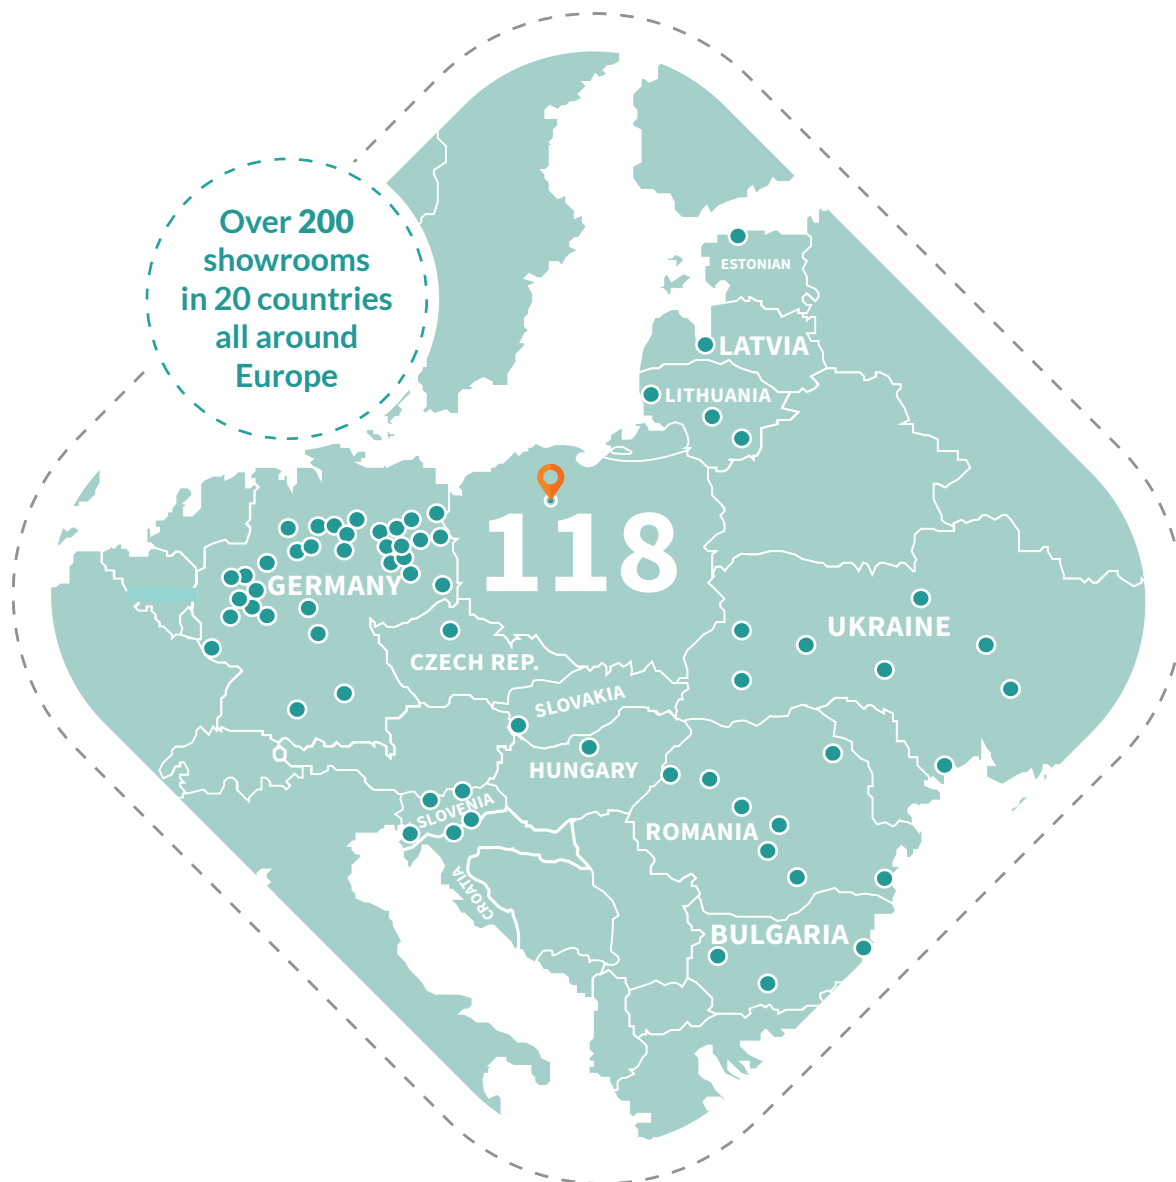 Over 200
showrooms
in 20 countries
all around
Europe
ESTONIAN
LATVIA
LITHUANIA
118
GERMANY
UKRAINE
CZECH REP.
SLOVAKIA
HUNGARY
SLOVENIA
ROMANIA
CROATIA
BULGARIA